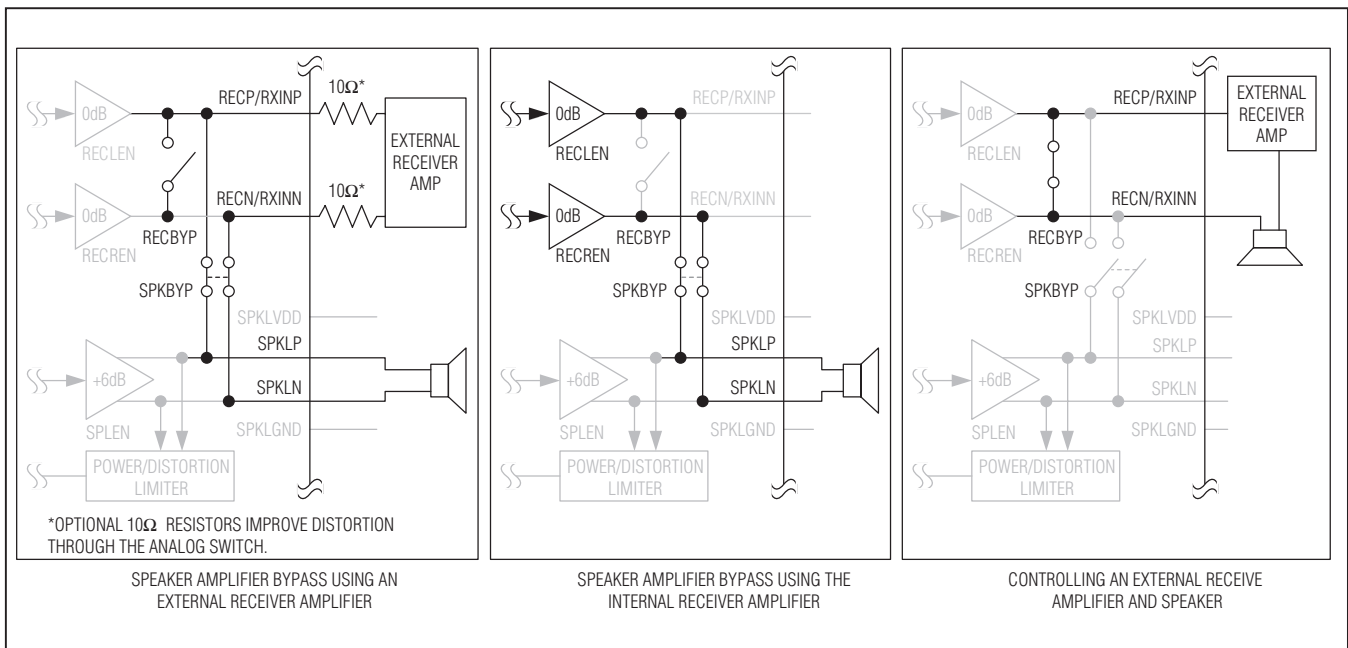 RECP/RXINP
10Ω*
0dB
RECLEN
EXTERNAL
RECEIVER
AMP
10Ω*
RECN/RXINN
0dB
RECBYP
RECREN
SPKBYP
SPKLVDD
SPKLP
+6dB
SPKLN
SPLEN
SPKLGND
POWER/DISTORTION
LIMITER
*OPTIONAL 10Ω RESISTORS IMPROVE DISTORTION
THROUGH THE ANALOG SWITCH.
SPEAKER AMPLIFIER BYPASS USING AN
EXTERNAL RECEIVER AMPLIFIER
RECP/RXINP
0dB
RECLEN
RECN/RXINN
0dB
RECBYP
RECREN
SPKBYP
SPKLVDD
SPKLP
+6dB
SPKLN
SPLEN
SPKLGND
POWER/DISTORTION
LIMITER
SPEAKER AMPLIFIER BYPASS USING THE
INTERNAL RECEIVER AMPLIFIER
RECP/RXINP
EXTERNAL
RECEIVER
AMP
0dB
RECLEN
RECN/RXINN
0dB
RECBYP
RECREN
SPKBYP
SPKLVDD
SPKLP
+6dB
SPKLN
SPLEN
SPKLGND
POWER/DISTORTION
LIMITER
CONTROLLING AN EXTERNAL RECEIVE
AMPLIFIER AND SPEAKER